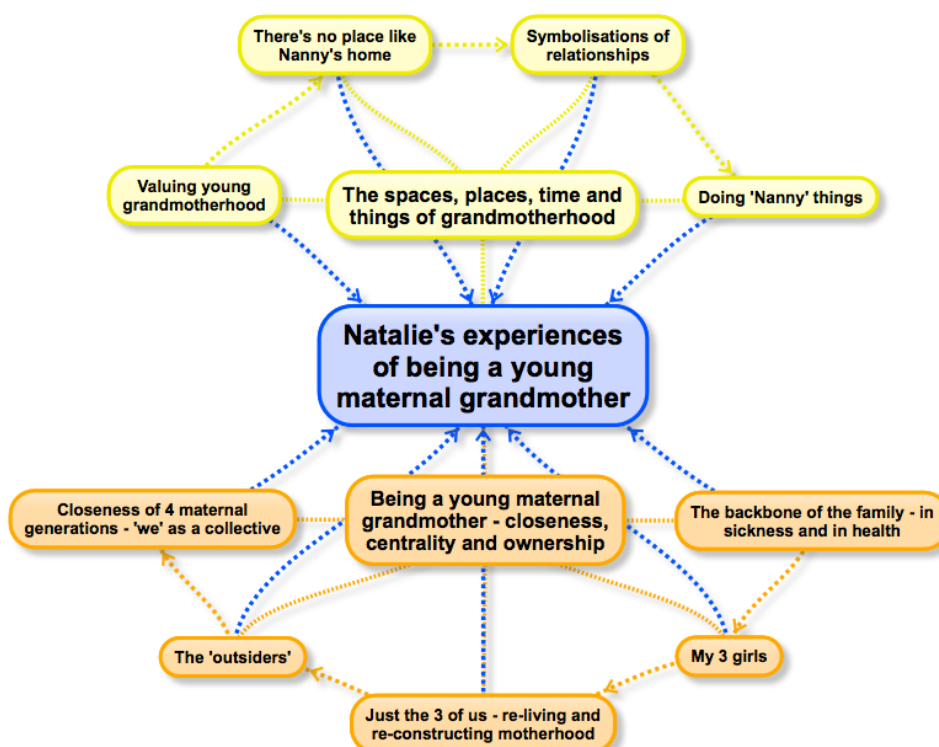 There's no place like
Nanny's home
Symbolisations of
relationships
Valuing young
grandmotherhood
The spaces, places, time and
things of grandmotherhood
Doing 'Nanny' things
Natalie's experiences
of being a young
maternal grandmother
Closeness of 4 maternal
generations - 'we' as a collective
Being a young maternal
grandmother - closeness,
centrality and ownership
The backbone of the family - in
sickness and in health
The 'outsiders'
My 3 girls
Just the 3 of us - re-living and
re-constructing motherhood